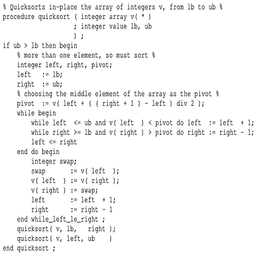 % Quicksorts in-place the array of integers v, from lb to ub %
procedure quicksort ( integer array v( * )
; integer value lb, ub
) ;
if ub > lb then begin
% more than one element, so must sort %
integer left, right, pivot;
left := lb;
right := ub;
% choosing the middle element of the array as the pivot %
pivot := v( left + ( ( right + 1 ) - left ) div 2 );
while begin
while left <= ub and v( left ) < pivot do left := left + 1;
while right >= lb and v( right ) > pivot do right := right - 1;
left <= right
end do begin
integer swap;
swap := v( left );
v( left ) := v( right );
v( right ) := swap;
left := left + 1;
right := right - 1
end while_left_le_right ;
quicksort( v, lb, right );
quicksort( v, left, ub )
end quicksort ;